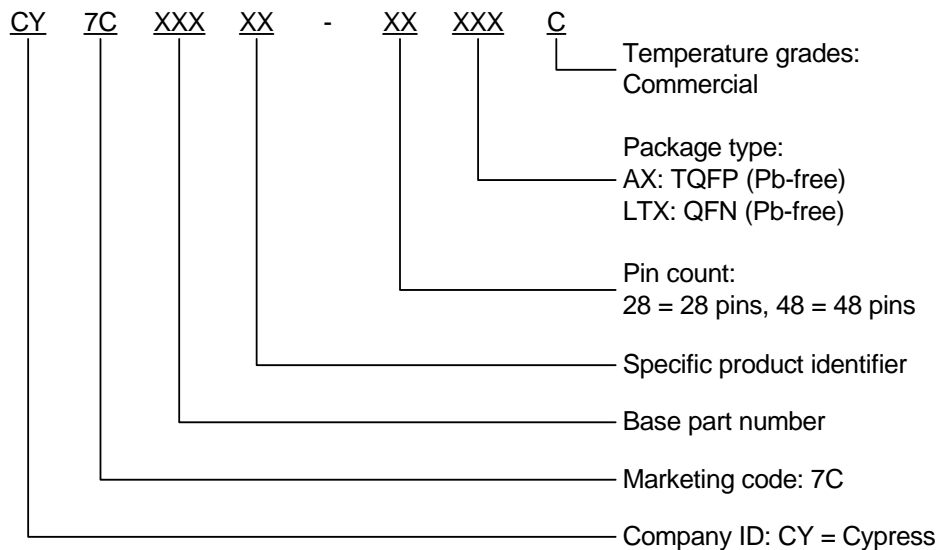 CY 7C XXX XX - XX XXX C
Temperature grades:
Commercial
Package type:
AX: TQFP (Pb-free)
LTX: QFN (Pb-free)
Pin count:
28 = 28 pins, 48 = 48 pins
Specific product identifier
Base part number
Marketing code: 7C
Company ID: CY = Cypress